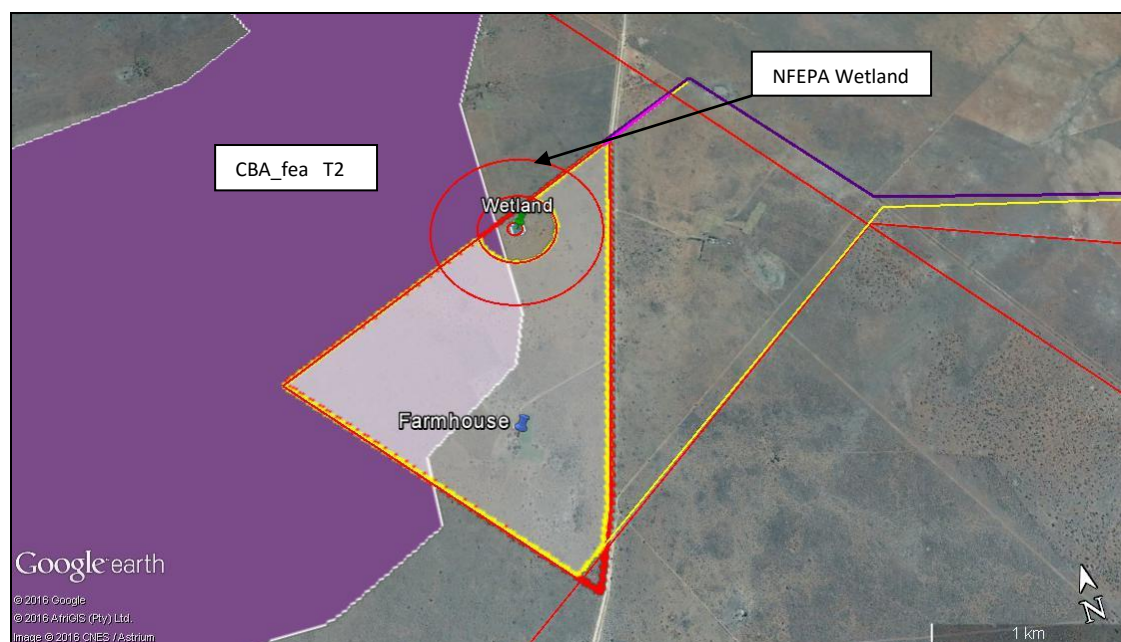 NFEPA Wetland
CBA_fea T2
Wetland
Farmhouse
Google earth
© 2016 Google
© 2016 AfriGIS (Pty) Ltd.
Image © 2016 CNES / Astrium
1 km
N